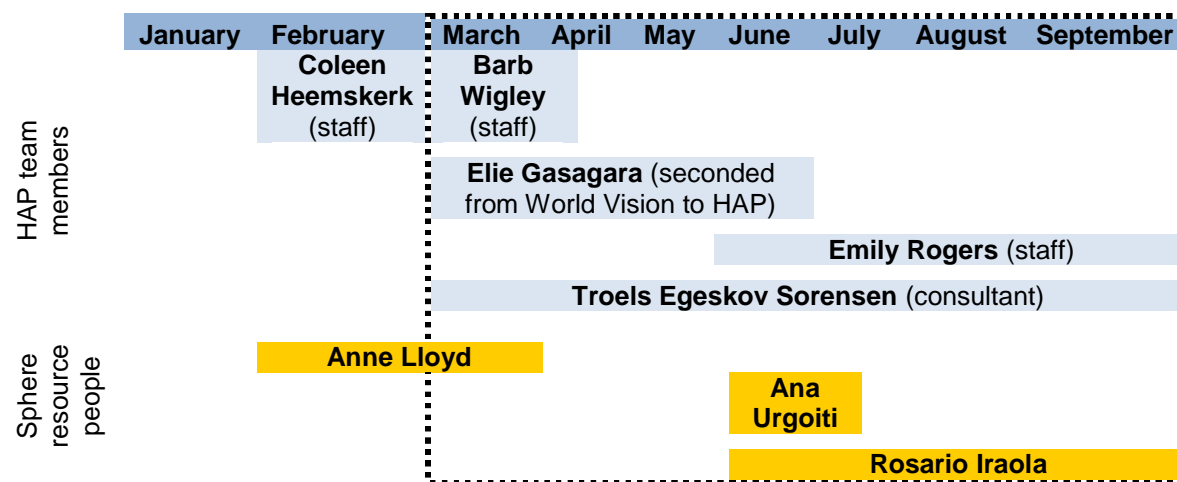 January February March April May June July August September
HAP team
members
Coleen
Heemskerk
(staff)
Barb
Wigley
(staff)
Elie Gasagara (seconded
from World Vision to HAP)
Emily Rogers (staff)
Troels Egeskov Sorensen (consultant)
Sphere
resource
people
Anne Lloyd
Ana
Urgoiti
Rosario Iraola